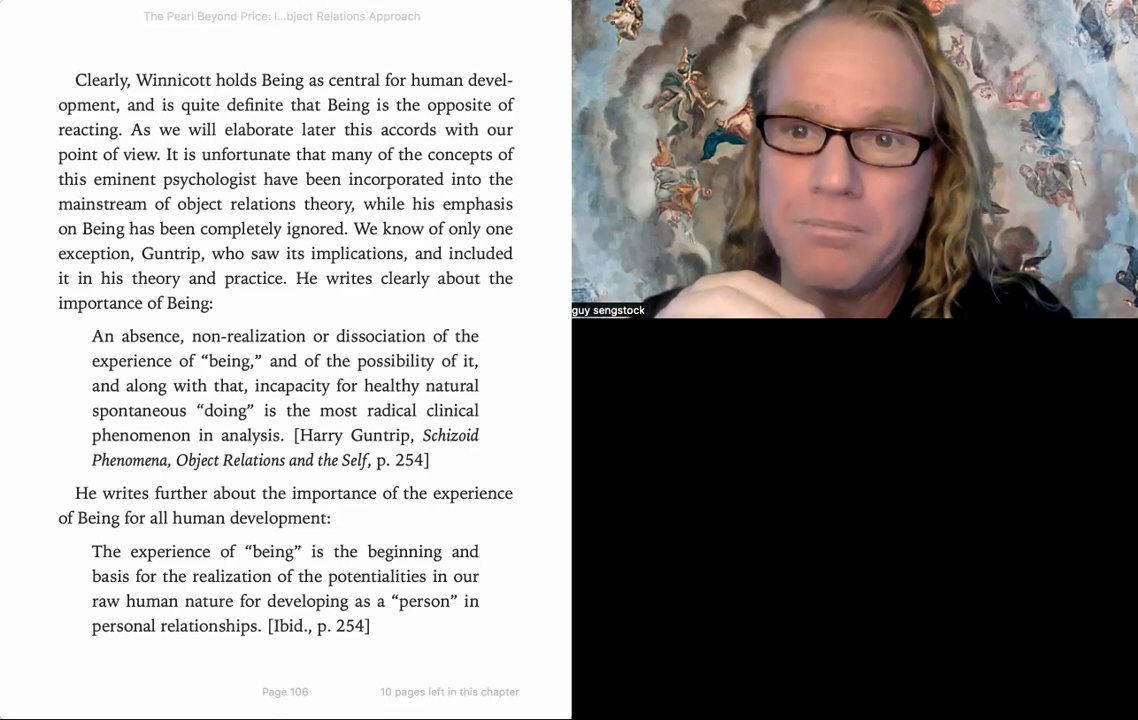 The Pearl Beyond Price: I...bject Relations Approach
Clearly, Winnicott holds Being as central for human devel-
opment, and is quite definite that Being is the opposite of
reacting. As we will elaborate later this accords with our
point of view. It is unfortunate that many of the concepts of
this eminent psychologist have been incorporated into the
mainstream of object relations theory, while his emphasis
on Being has been completely ignored. We know of only one
exception, Guntrip, who saw its implications, and included
it in his theory and practice. He writes clearly about the
importance of Being:
An absence, non-realization or dissociation of the
experience of “being,” and of the possibility of it,
and along with that, incapacity for healthy natural
spontaneous “doing” is the most radical clinical
phenomenon in analysis. [Harry Guntrip, Schizoid
Phenomena, Object Relations and the Self, p. 254]
He writes further about the importance of the experience
of Being for all human development:
The experience of “being” is the beginning and
basis for the realization of the potentialities in our
raw human nature for developing as a “person” in
personal relationships. [Ibid., p. 254]
Page 106
10 pages left in this chapter
guy sengstock